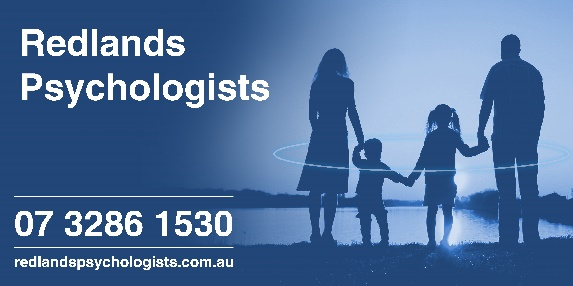 Redlands
Psychologists
07 3286 1530
redlandspsychologists.com.au